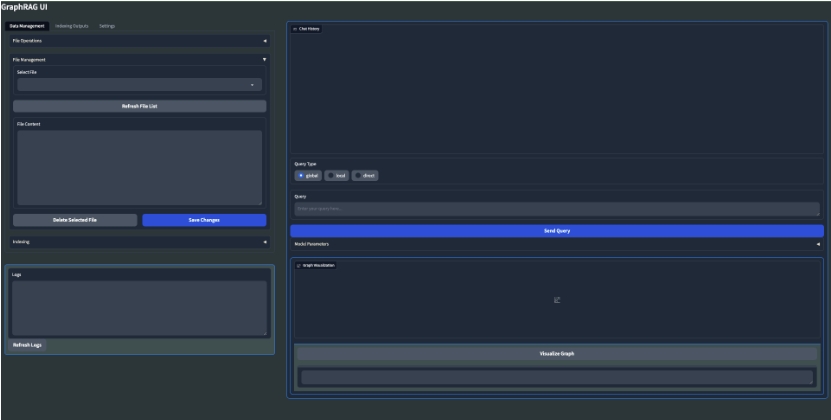 GraphRAG UI
Data Management Indexing Outputs Settings
File Operations
File Management
Select File
Refresh File List
File Content
Delete Selected File Save Changes
Indexing
Logs
Refresh Logs
Chat History
Query Type
global local direct
Query
Enter your query here...
Send Query
Model Parameters
Graph Visualization
Visualize Graph